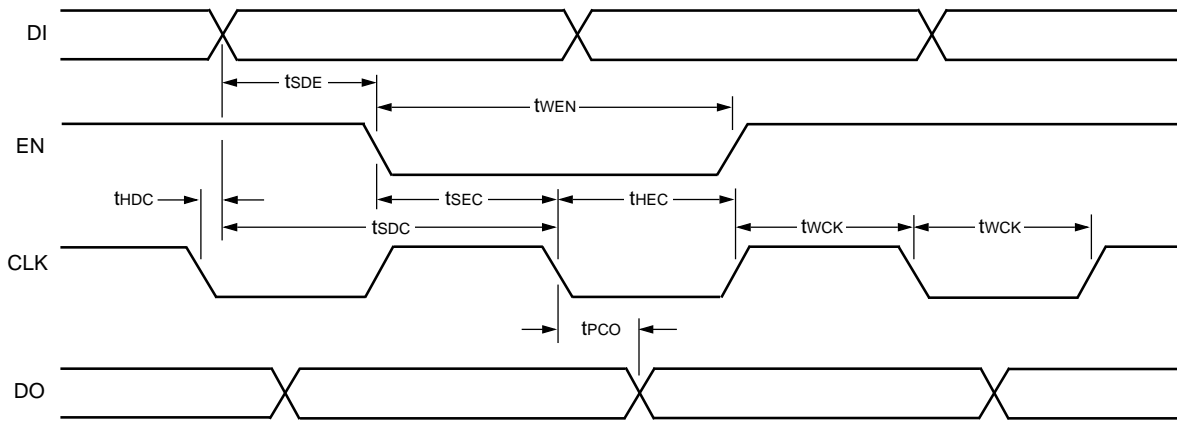 DI
tSDE
tWEN
EN
tHDC
tSEC
tHEC
tSDC
tWCK
tWCK
CLK
tPCO
DO